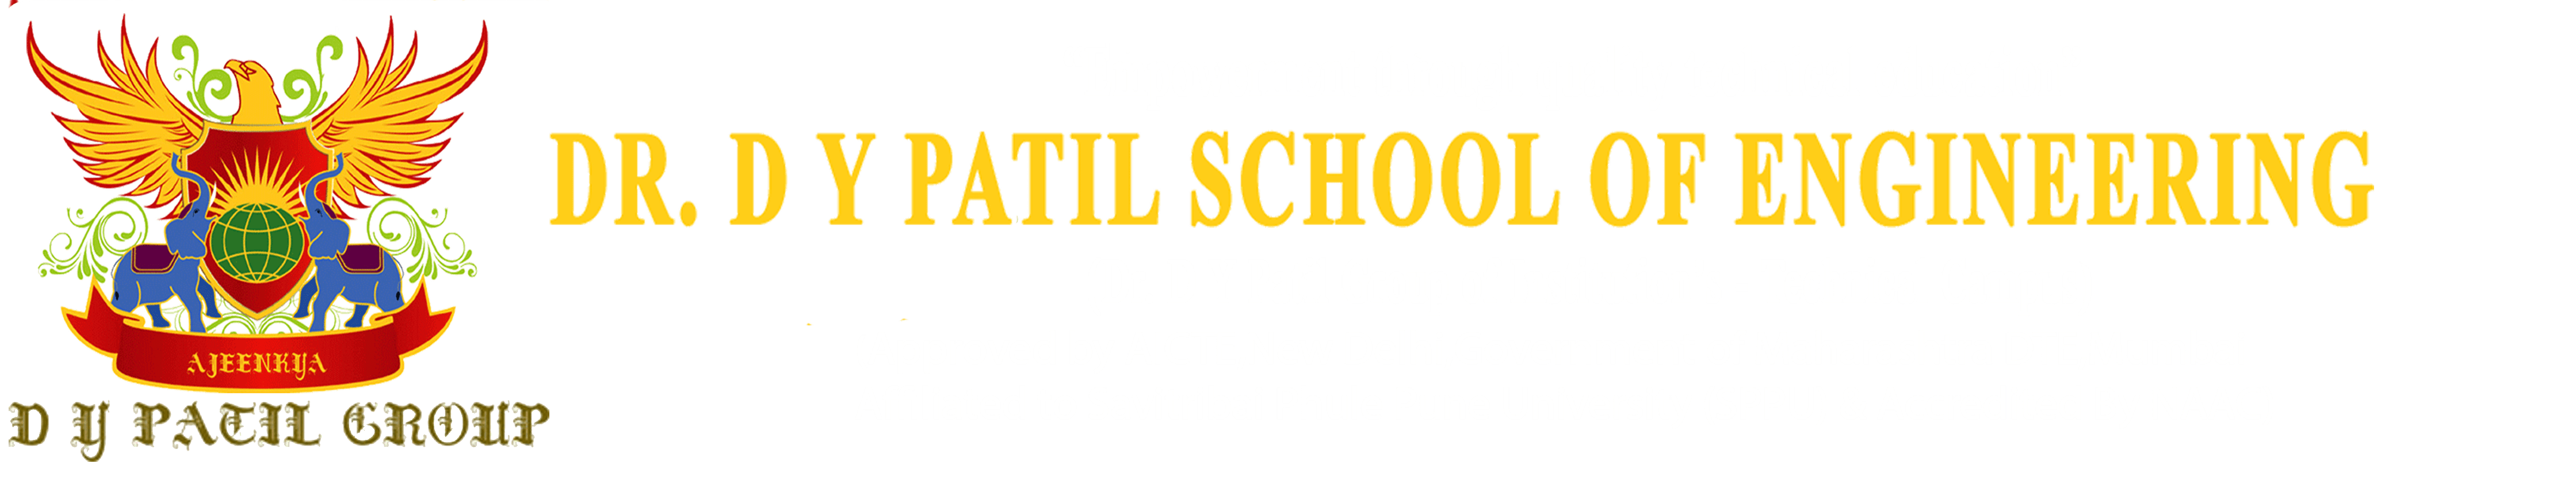 DR. D Y PATIL SCHOOL OF ENGINEERING
AJEENKYA
D Y PATIL GROUP